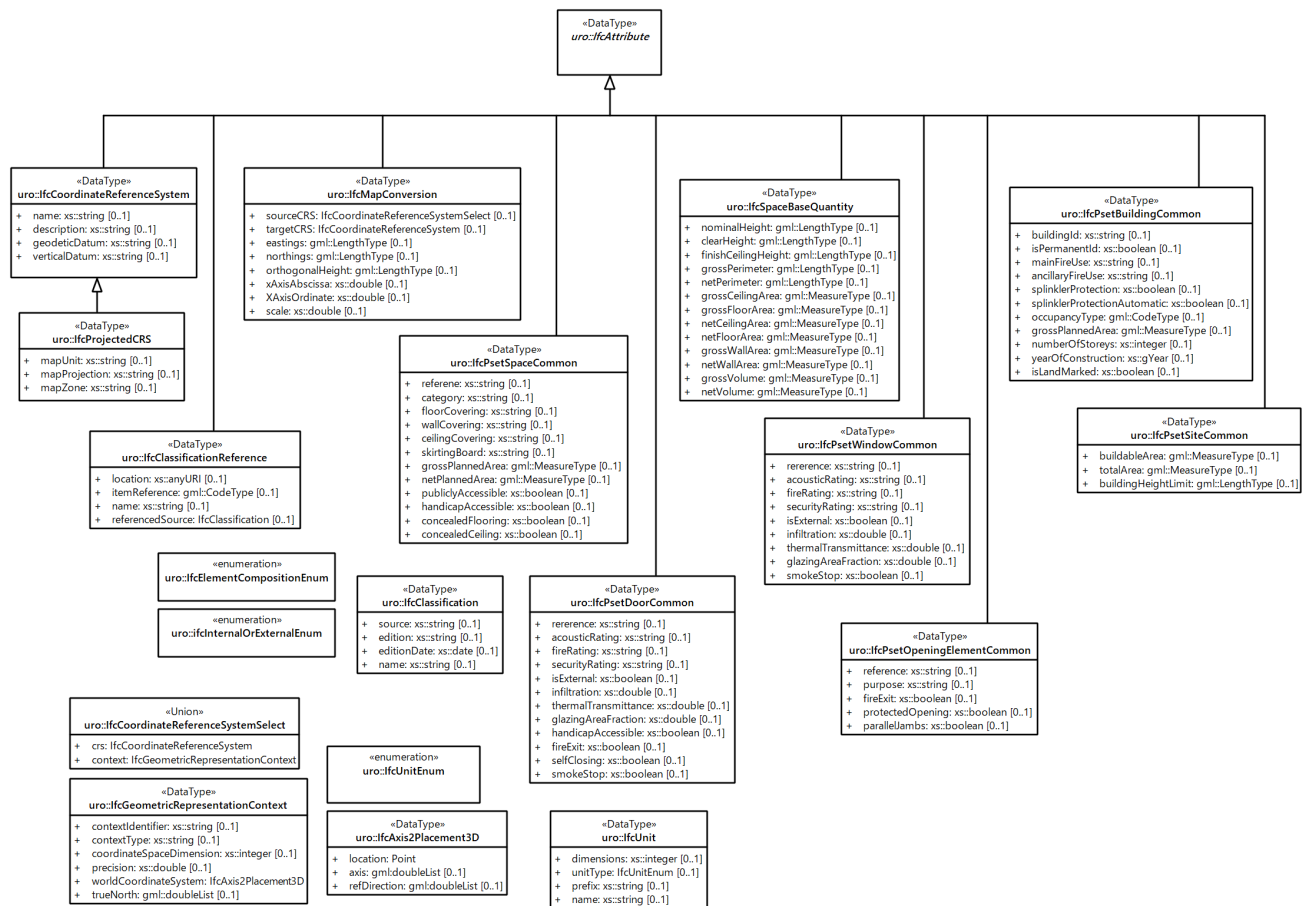 «DataType»
uro::IfcAttribute
«DataType»
uro::IfcCoordinateReferenceSystem
+ name: xs::string [0..1]
+ description: xs::string [0..1]
+ geodeticDatum: xs::string [0..1]
+ verticalDatum: xs::string [0..1]
«DataType»
uro::IfcMapConversion
+ sourceCRS: IfcCoordinateReferenceSystemSelect [0..1]
+ targetCRS: IfcCoordinateReferenceSystem [0..1]
+ eastings: gml::LengthType [0..1]
+ northings: gml::LengthType [0..1]
+ orthogonalHeight: gml::LengthType [0..1]
+ xAxisAbscissa: xs::double [0..1]
+ XAxisOrdinate: xs::double [0..1]
+ scale: xs::double [0..1]
«DataType»
uro::IfcSpaceBaseQuantity
+ nominalHeight: gml::LengthType [0..1]
+ clearHeight: gml::LengthType [0..1]
+ finishCeilingHeight: gml::LengthType [0..1]
+ grossPerimeter: gml::LengthType [0..1]
+ netPerimeter: gml::LengthType [0..1]
+ grossCeilingArea: gml::MeasureType [0..1]
+ grossFloorArea: gml::MeasureType [0..1]
+ netCeilingArea: gml::MeasureType [0..1]
+ netFloorArea: gml::MeasureType [0..1]
+ grossWallArea: gml::MeasureType [0..1]
+ netWallArea: gml::MeasureType [0..1]
+ grossVolume: gml::MeasureType [0..1]
+ netVolume: gml::MeasureType [0..1]
«DataType»
uro::IfcPsetBuildingCommon
+ buildingId: xs::string [0..1]
+ isPermanentId: xs::boolean [0..1]
+ mainFireUse: xs::string [0..1]
+ ancillaryFireUse: xs::string [0..1]
+ splinklerProtection: xs::boolean [0..1]
+ splinklerProtectionAutomatic: xs::boolean [0..1]
+ occupancyType: gml::CodeType [0..1]
+ grossPlannedArea: gml::MeasureType [0..1]
+ numberOfStoreys: xs::integer [0..1]
+ yearOfConstruction: xs::gYear [0..1]
+ isLandMarked: xs::boolean [0..1]
«DataType»
uro::IfcProjectedCRS
+ mapUnit: xs::string [0..1]
+ mapProjection: xs::string [0..1]
+ mapZone: xs::string [0..1]
«DataType»
uro::IfcPsetSpaceCommon
+ referene: xs::string [0..1]
+ category: xs::string [0..1]
+ floorCovering: xs::string [0..1]
+ wallCovering: xs::string [0..1]
+ ceilingCovering: xs::string [0..1]
+ skirtingBoard: xs::string [0..1]
+ grossPlannedArea: gml::MeasureType [0..1]
+ netPlannedArea: gml::MeasureType [0..1]
+ publiclyAccessible: xs::boolean [0..1]
+ handicapAccessible: xs::boolean [0..1]
+ concealedFlooring: xs::boolean [0..1]
+ concealedCeiling: xs::boolean [0..1]
«DataType»
uro::IfcPsetSiteCommon
+ buildableArea: gml::MeasureType [0..1]
+ totalArea: gml::MeasureType [0..1]
+ buildingHeightLimit: gml::LengthType [0..1]
«DataType»
uro::IfcPsetWindowCommon
+ rererence: xs::string [0..1]
+ acousticRating: xs::string [0..1]
+ fireRating: xs::string [0..1]
+ securityRating: xs::string [0..1]
+ isExternal: xs::boolean [0..1]
+ infiltration: xs::double [0..1]
+ thermalTransmittance: xs::double [0..1]
+ glazingAreaFraction: xs::double [0..1]
+ smokeStop: xs::boolean [0..1]
«DataType»
uro::IfcClassificationReference
+ location: xs::anyURI [0..1]
+ itemReference: gml::CodeType [0..1]
+ name: xs::string [0..1]
+ referencedSource: IfcClassification [0..1]
«enumeration»
uro::IfcElementCompositionEnum
«enumeration»
uro::ifcInternalOrExternalEnum
«DataType»
uro::IfcClassification
+ source: xs::string [0..1]
+ edition: xs::string [0..1]
+ editionDate: xs::date [0..1]
+ name: xs::string [0..1]
«DataType»
uro::IfcPsetDoorCommon
+ rererence: xs::string [0..1]
+ acousticRating: xs::string [0..1]
+ fireRating: xs::string [0..1]
+ securityRating: xs::string [0..1]
+ isExternal: xs::boolean [0..1]
+ infiltration: xs::double [0..1]
+ thermalTransmittance: xs::double [0..1]
+ glazingAreaFraction: xs::double [0..1]
+ handicapAccessible: xs::boolean [0..1]
+ fireExit: xs::boolean [0..1]
+ selfClosing: xs::boolean [0..1]
+ smokeStop: xs::boolean [0..1]
«DataType»
uro::IfcPsetOpeningElementCommon
+ reference: xs::string [0..1]
+ purpose: xs::string [0..1]
+ fireExit: xs::boolean [0..1]
+ protectedOpening: xs::boolean [0..1]
+ parallelJambs: xs::boolean [0..1]
«Union»
uro::IfcCoordinateReferenceSystemSelect
+ crs: IfcCoordinateReferenceSystem
+ context: IfcGeometricRepresentationContext
«enumeration»
uro::IfcUnitEnum
«DataType»
uro::IfcGeometricRepresentationContext
+ contextIdentifier: xs::string [0..1]
+ contextType: xs::string [0..1]
+ coordinateSpaceDimension: xs::integer [0..1]
+ precision: xs::double [0..1]
+ worldCoordinateSystem: IfcAxis2Placement3D
+ trueNorth: gml::doubleList [0..1]
«DataType»
uro::IfcAxis2Placement3D
+ location: Point
+ axis: gml:doubleList [0..1]
+ refDirection: gml:doubleList [0..1]
«DataType»
uro::IfcUnit
+ dimensions: xs::integer [0..1]
+ unitType: IfcUnitEnum [0..1]
+ prefix: xs::string [0..1]
+ name: xs::string [0..1]